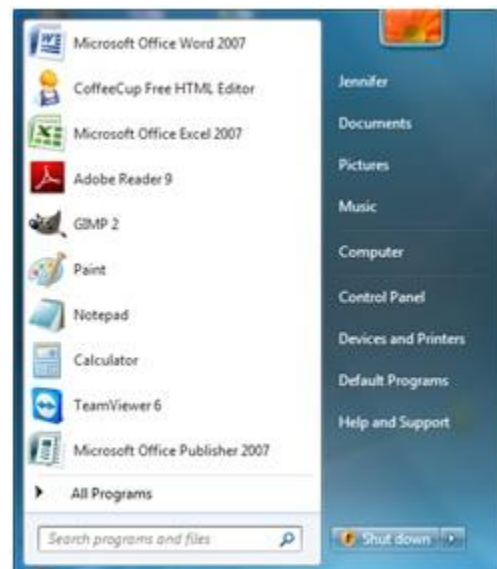 Microsoft Office Word 2007
CoffeeCup Free HTML Editor
Microsoft Office Excel 2007
Adobe Reader 9
GIMP 2
Paint
Notepad
Calculator
TeamViewer 6
Microsoft Office Publisher 2007
All Programs
Search programs and files
Jennifer
Documents
Pictures
Music
Computer
Control Panel
Devices and Printers
Default Programs
Help and Support
Shut down